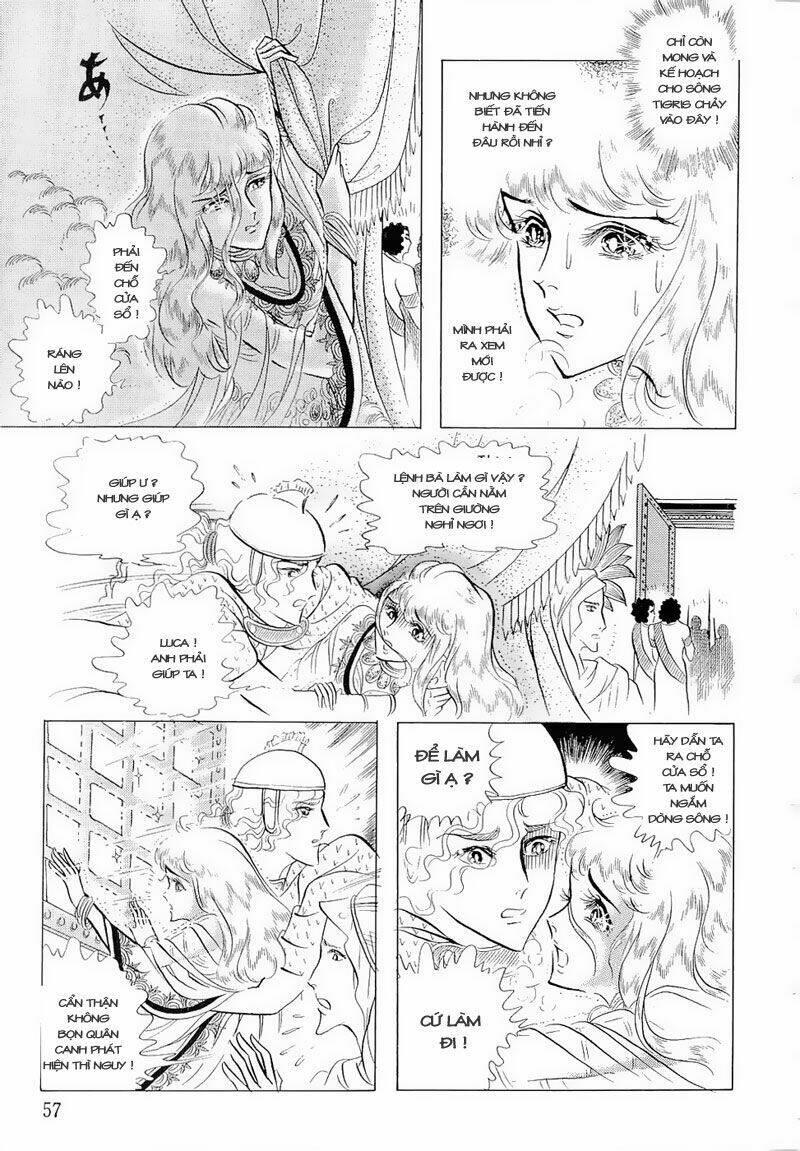 CHỈ CÒN
MONG VÀ
KẾ HOẠCH
CHO SÔNG
TIGRIS CHẢY
VÀO ĐÂY !
NHƯNG KHÔNG
BIẾT ĐÃ TIẾN
HÀNH ĐẾN
ĐÂU RỒI NHỈ ?
MÌNH PHẢI
RA XEM
MỚI
ĐƯỢC !
あ
PHẢI
ĐẾN
CHỖ
CỬA
SỔ !
RÁNG
LÊN
NÀO !
LỆNH BÀ LÀM GÌ VẬY ?
NGƯỜI CẦN NẰM
TRÊN GIƯỜNG
NGHỈ NGƠI !
GIÚP Ư ?
NHƯNG GIÚP
GÌ Ạ ?
LUCA !
ANH PHẢI
GIÚP TA !
HÃY DẪN TA
RA CHỖ
CỬA SỔ !
TA MUỐN
NGẮM
DÒNG SÔNG !
ĐỂ LÀM
GÌ Ạ ?
CỨ LÀM
ĐI !
CẨN THẬN
KHÔNG
BỌN QUÂN
CANH PHÁT
HIỆN THÌ NGUY !
57